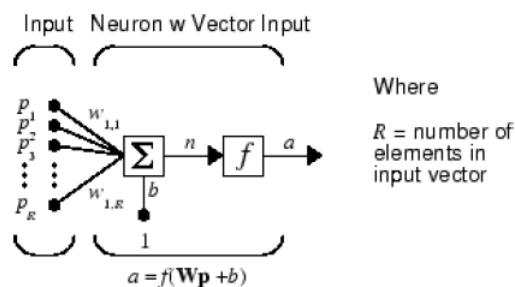 Input Neuron w Vector Input
p1
p2
p3
pR
w1,1
w1,R
Σ
n
f
a
b
1
a = f(Wp + b)
Where
R = number of
elements in
input vector